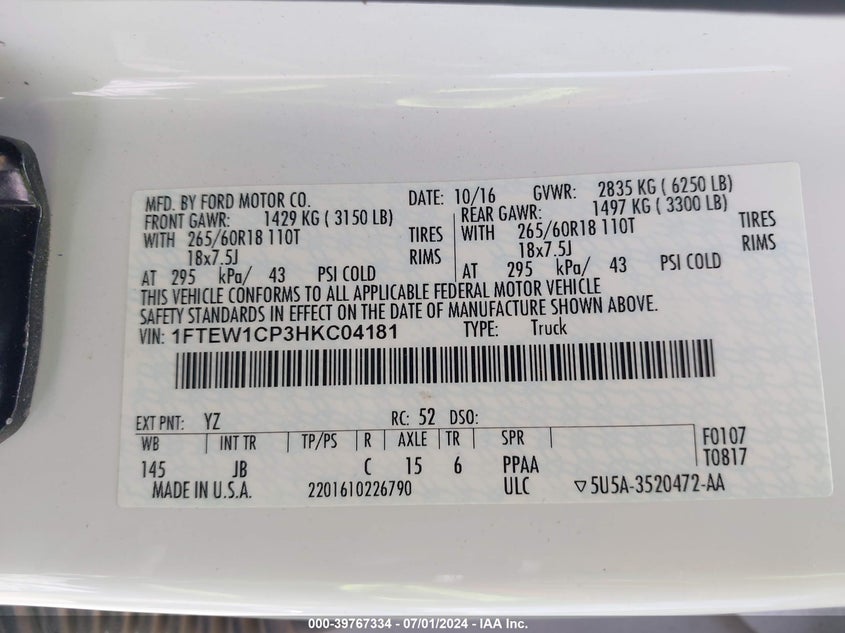 MFD. BY FORD MOTOR CO. DATE: 10/16 GVWR: 2835 KG ( 6250 LB)
FRONT GAWR: 1429 KG ( 3150 LB) REAR GAWR: 1497 KG ( 3300 LB)
WITH 265/60R18 110T TIRES WITH 265/60R18 110T TIRES
18x7.5J RIMS 18x7.5J RIMS
AT 295 kPa/ 43 PSI COLD AT 295 kPa/ 43 PSI COLD
THIS VEHICLE CONFORMS TO ALL APPLICABLE FEDERAL MOTOR VEHICLE
SAFETY STANDARDS IN EFFECT ON THE DATE OF MANUFACTURE SHOWN ABOVE.
VIN: 1FTEW1CP3HKC04181 TYPE: Truck
EXT PNT: YZ RC: 52 DSO:
WB INT TR TP/PS R AXLE TR SPR F0107
145 JB C 15 6 PPAA T0817
MADE IN U.S.A. 2201610226790 ULC ▽5U5A-3520472-AA
000-39767334 - 07/01/2024 - IAA Inc.